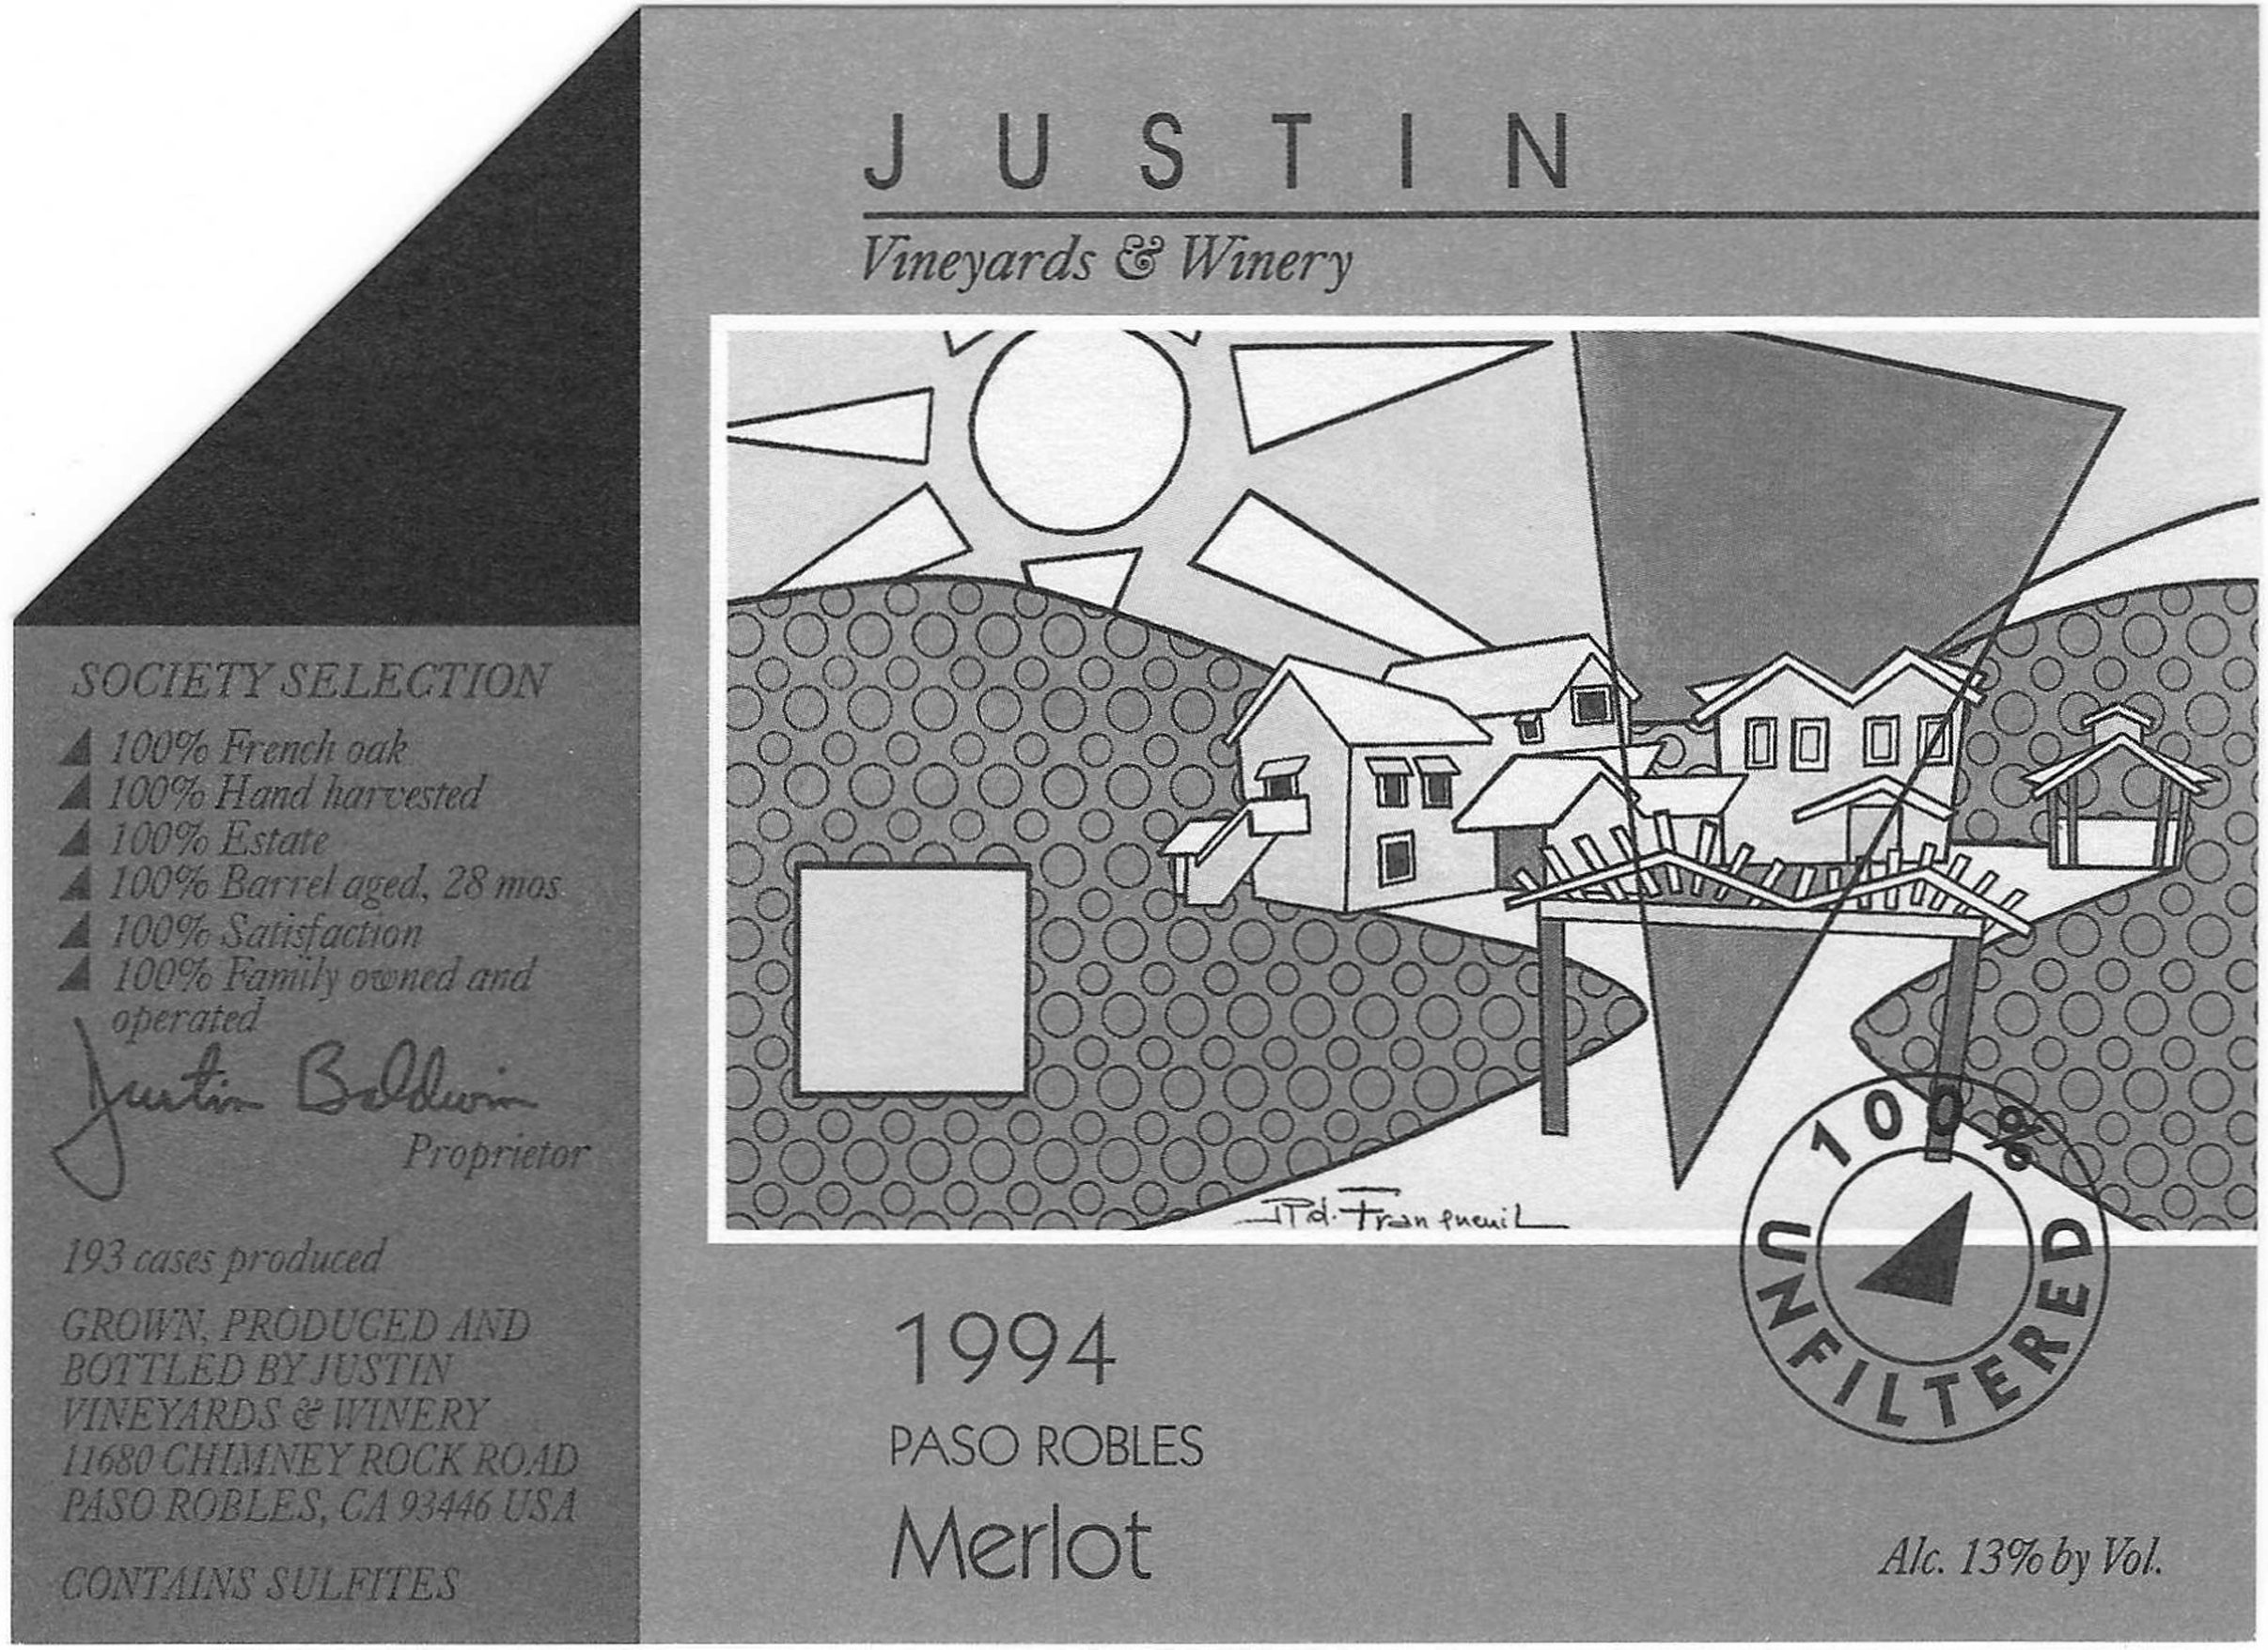 JUSTIN
Vineyards & Winery
SOCIETY SELECTION
100% French oak
100% Hand harvested
100% Estate
100% Barrel aged, 28 mos
100% Satisfaction
100% Family owned and
operated
Justin Baldwin
Proprietor
193 cases produced
GROWN, PRODUCED AND
BOTTLED BY JUSTIN
VINEYARDS & WINERY
11680 CHIMNEY ROCK ROAD
PASO ROBLES, CA 93446 USA
CONTAINS SULFITES
100%
UNFILTERED
1994
PASO ROBLES
Merlot
Alc. 13% by Vol.